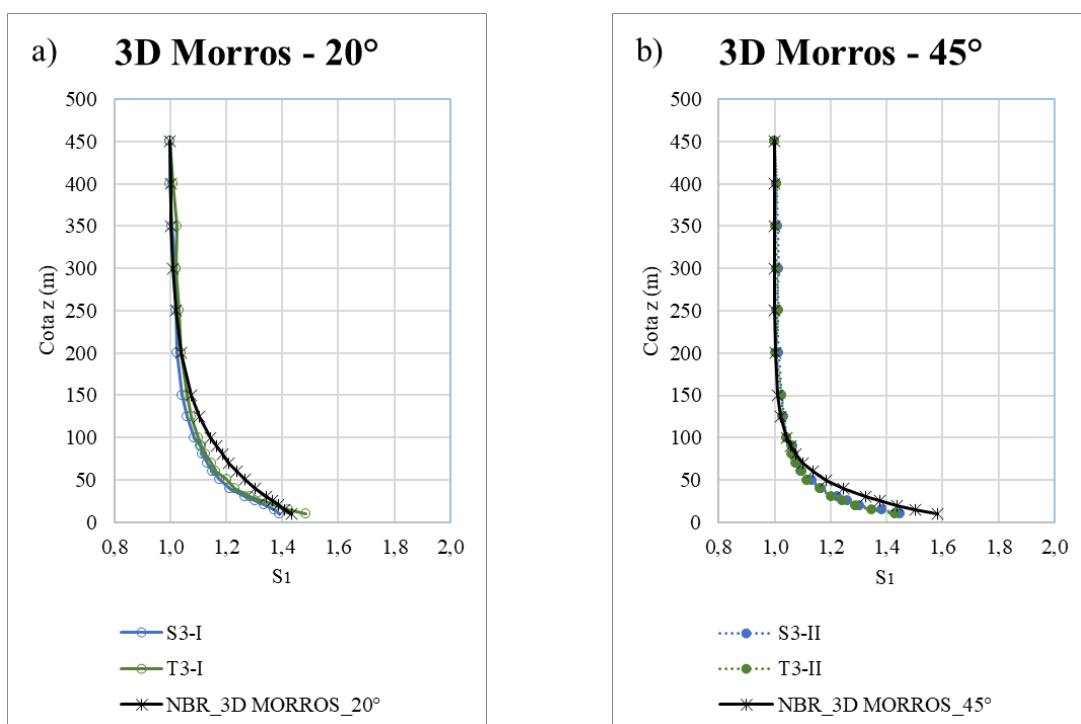 a) 3D Morros - 20°
500
450
400
350
300
250
200
150
100
50
0
Cota z (m)
0,8 1,0 1,2 1,4 1,6 1,8 2,0
S1
S3-I
T3-I
NBR_3D MORROS_20°
b) 3D Morros - 45°
500
450
400
350
300
250
200
150
100
50
0
Cota z (m)
0,8 1,0 1,2 1,4 1,6 1,8 2,0
S1
S3-II
T3-II
NBR_3D MORROS_45°